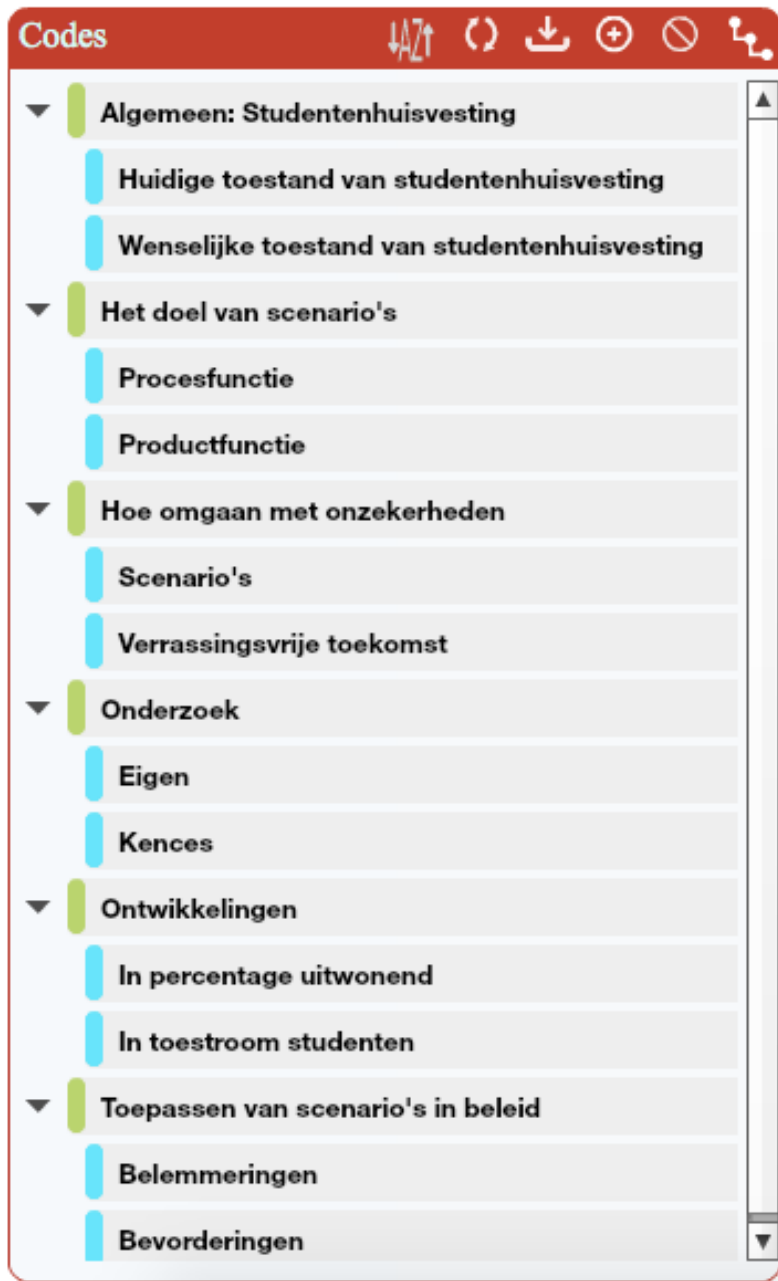 Codes
Algemeen: Studentenhuisvesting
Huidige toestand van studentenhuisvesting
Wenselijke toestand van studentenhuisvesting
Het doel van scenario's
Procesfunctie
Productfunctie
Hoe omgaan met onzekerheden
Scenario's
Verrassingsvrije toekomst
Onderzoek
Eigen
Kences
Ontwikkelingen
In percentage uitwonend
In toestroom studenten
Toepassen van scenario's in beleid
Belemmeringen
Bevorderingen